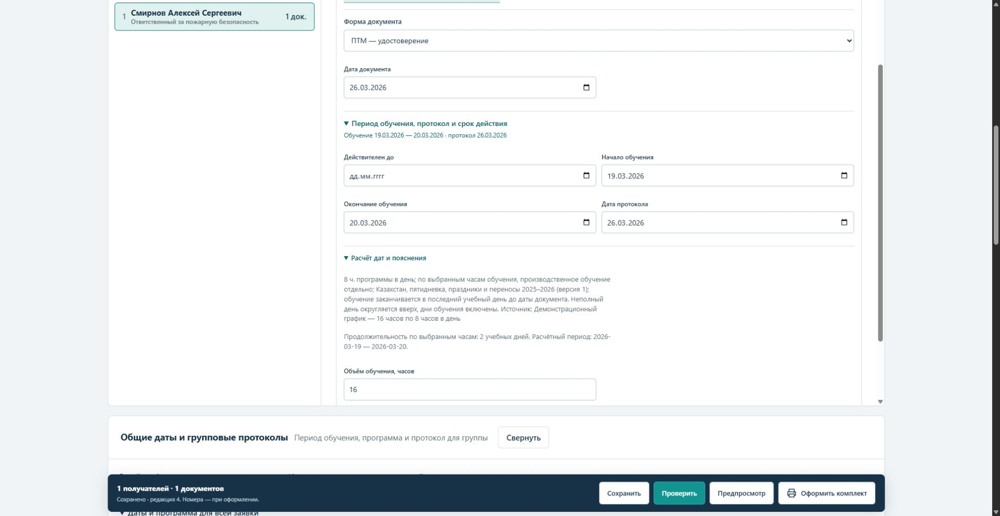 1 Смирнов Алексей Сергеевич 1 док.
Ответственный за пожарную безопасность
Форма документа
ПТМ — удостоверение
Дата документа
26.03.2026
Период обучения, протокол и срок действия
Обучение 19.03.2026 — 20.03.2026 · протокол 26.03.2026
Действителен до
дд.мм.гггг
Начало обучения
19.03.2026
Окончание обучения
20.03.2026
Дата протокола
26.03.2026
Расчёт дат и пояснения
8 ч. программы в день; по выбранным часам обучения, производственное обучение
отдельно; Казахстан, пятидневка, праздники и переносы 2025–2026 (версия 1);
обучение заканчивается в последний учебный день до даты документа. Неполный
день округляется вверх, дни обучения включены. Источник: Демонстрационный
график — 16 часов по 8 часов в день
Продолжительность по выбранным часам: 2 учебных дней. Расчётный период: 2026-
03-19 — 2026-03-20.
Объём обучения, часов
16
Общие даты и групповые протоколы Период обучения, программа и протокол для группы Свернуть
1 получателей · 1 документов
Сохранено · редакция 4. Номера — при оформлении.
Сохранить Проверить Предпросмотр Оформить комплект
Даты и программа для всей заявки